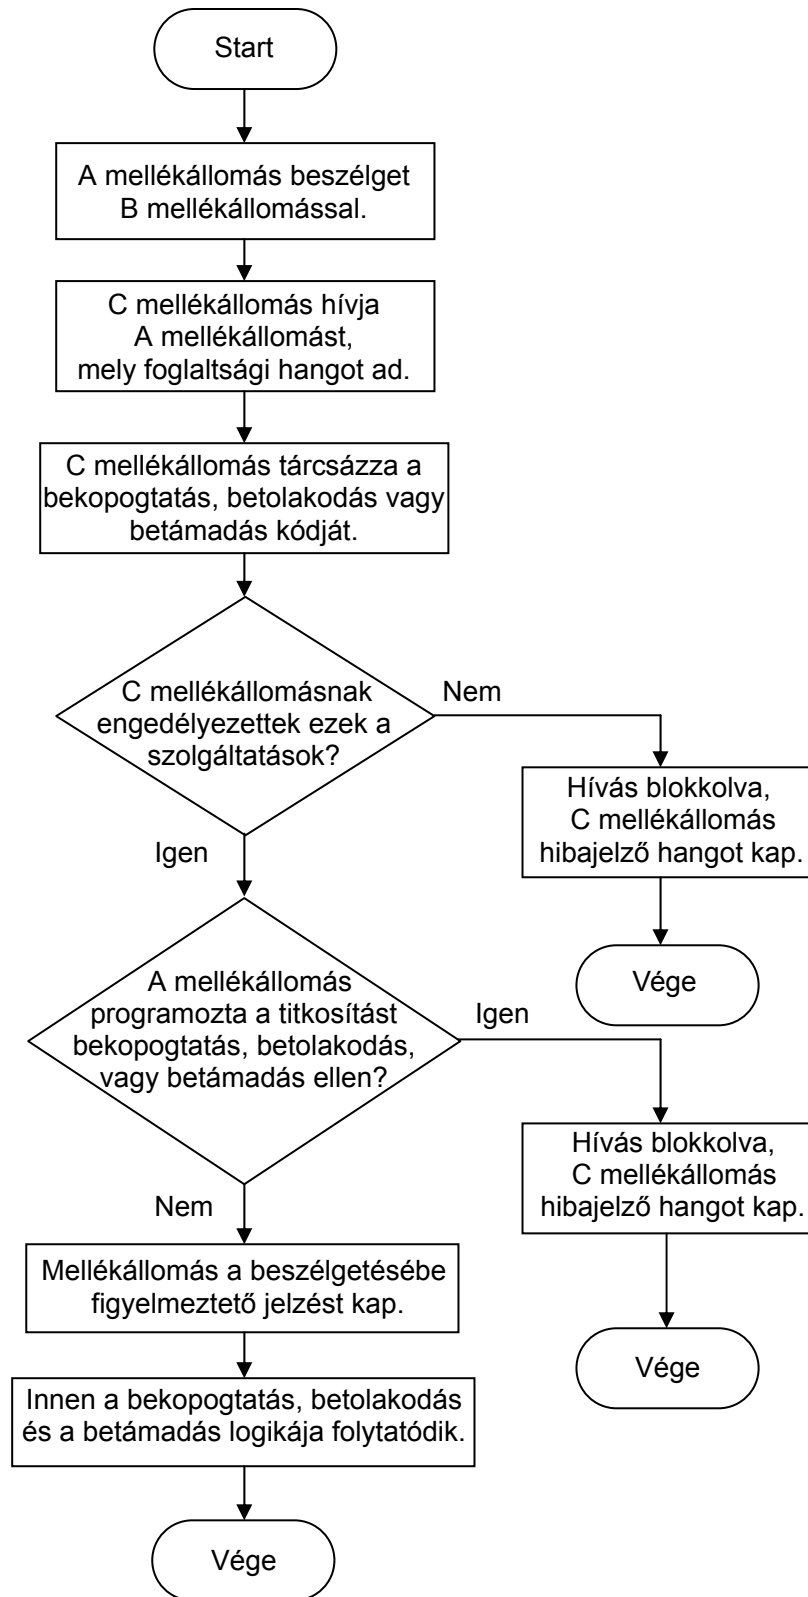 Start
A mellékállomás beszélget
B mellékállomással.
C mellékállomás hívja
A mellékállomást,
mely foglaltsági hangot ad.
C mellékállomás tárcsázza a
bekopogtatás, betolakodás vagy
betámadás kódját.
C mellékállomásnak
engedélyezettek ezek a
szolgáltatások?
Nem
Hívás blokkolva,
C mellékállomás
hibajelző hangot kap.
Vége
Igen
A mellékállomás
programozta a titkosítást
bekopogtatás, betolakodás,
vagy betámadás ellen?
Igen
Hívás blokkolva,
C mellékállomás
hibajelző hangot kap.
Vége
Nem
Mellékállomás a beszélgetésébe
figyelmeztető jelzést kap.
Innen a bekopogtatás, betolakodás
és a betámadás logikája folytatódik.
Vége